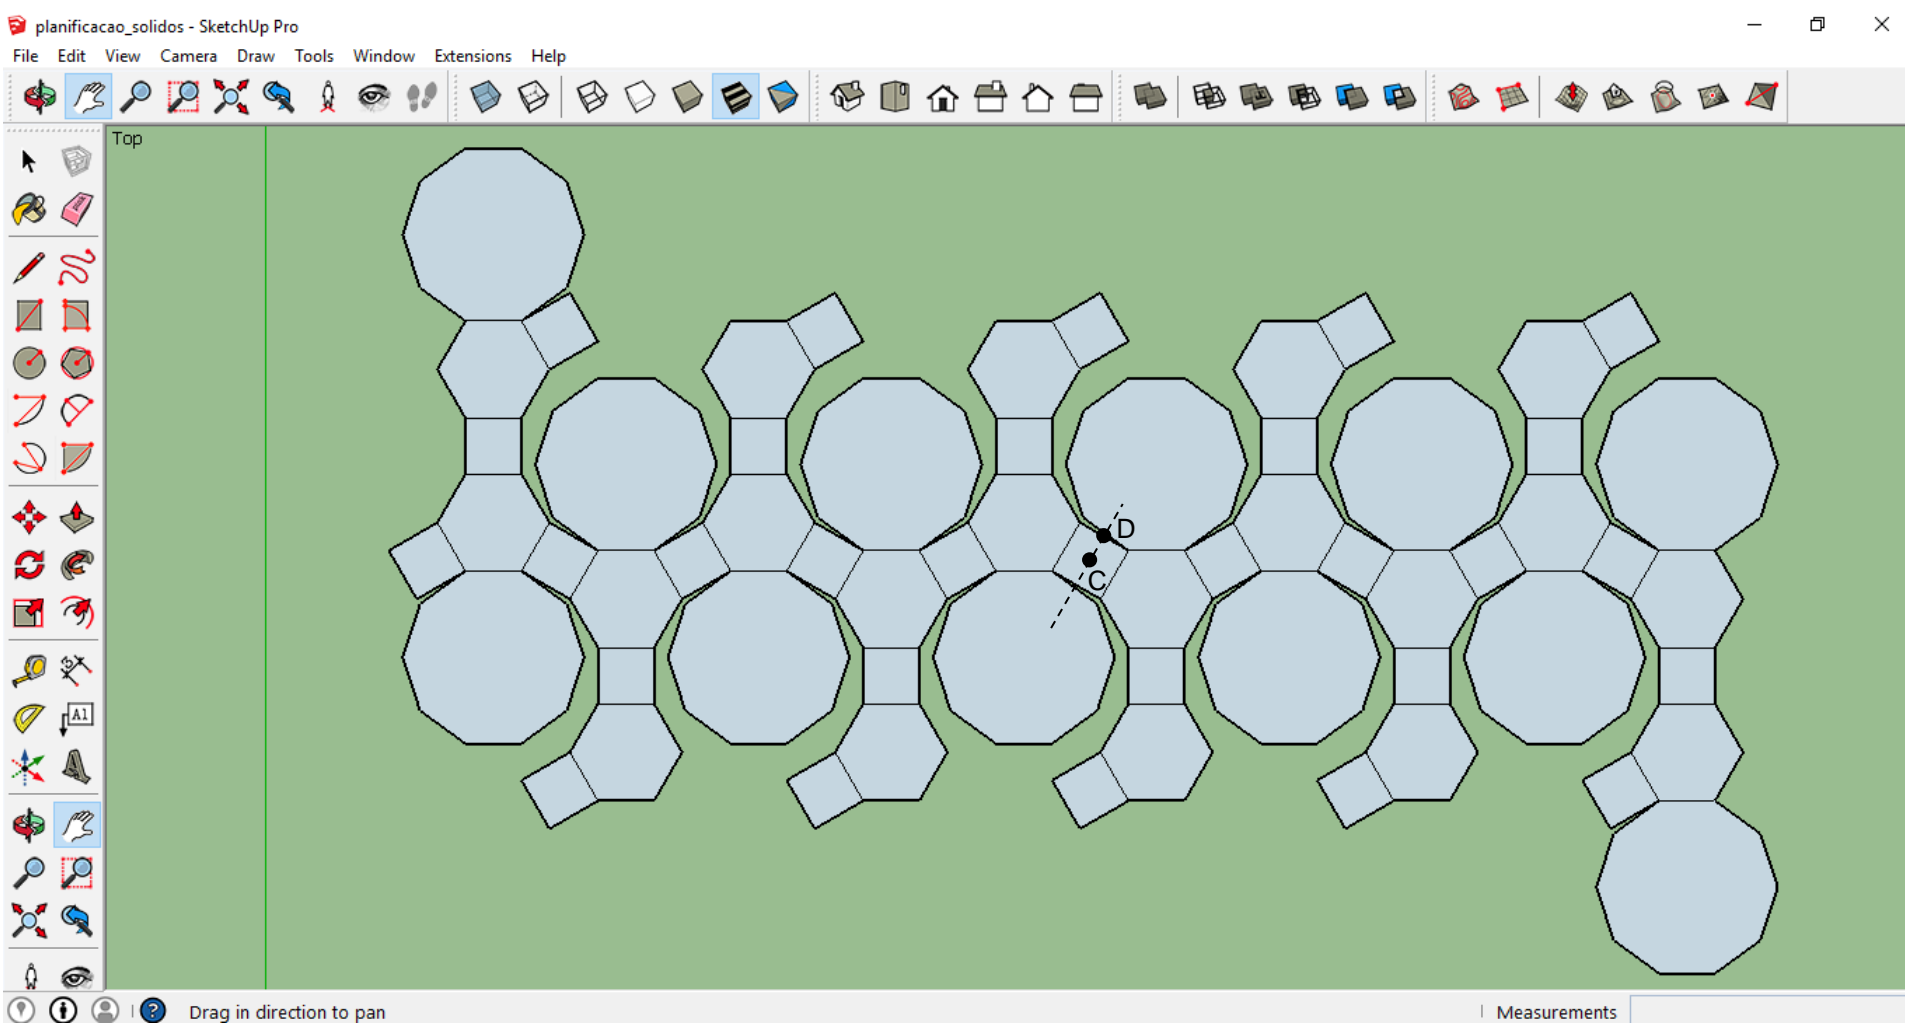 planificacao_solidos - SketchUp Pro
File Edit View Camera Draw Tools Window Extensions Help
Top
D
C
A1
Drag in direction to pan
Measurements